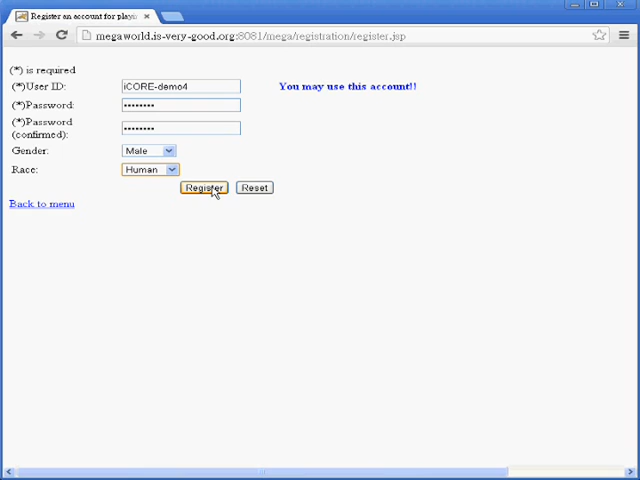 Register an account for playi
megaworld.is-very-good.org:8081/mega/registration/register.jsp
(*) is required
(*)User ID: iCORE-demo4 You may use this account!!
(*)Password: ••••••••
(*)Password
(confirmed): ••••••••
Gender: Male
Race: Human
Register Reset
Back to menu